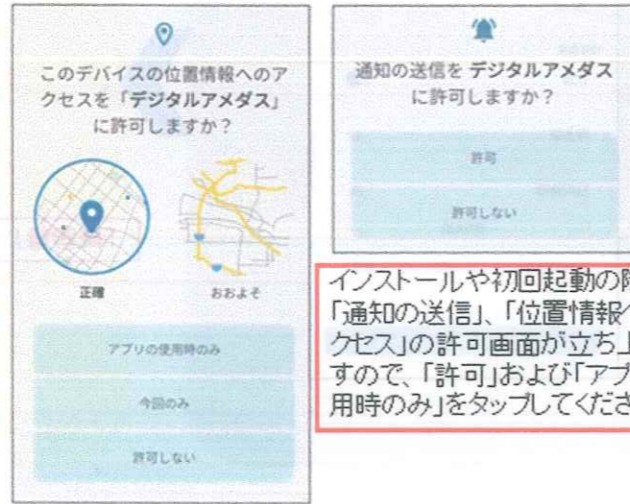 このデバイスの位置情報へのア
クセスを「デジタルアメダス」
に許可しますか？
正確
おおよそ
アプリの使用時のみ
今回のみ
許可しない
通知の送信を デジタルアメダス
に許可しますか？
許可
許可しない
インストールや初回起動の
「通知の送信」、「位置情報
クセス」の許可画面が立ち上
すので、「許可」および「アプ
用時のみ」をタップしてくださ